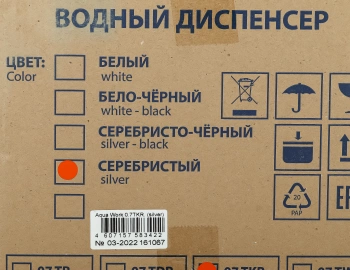 ВОДНЫЙ ДИСПЕНСЕР
ЦВЕТ:
Color
БЕЛЫЙ
white
БЕЛО-ЧЁРНЫЙ
white - black
СЕРЕБРИСТО-ЧЁРНЫЙ
silver - black
СЕРЕБРИСТЫЙ
silver
20
PAP
Aqua Work 0.7TKR (silver)
4 607157 583422
№ 03-2022 161067